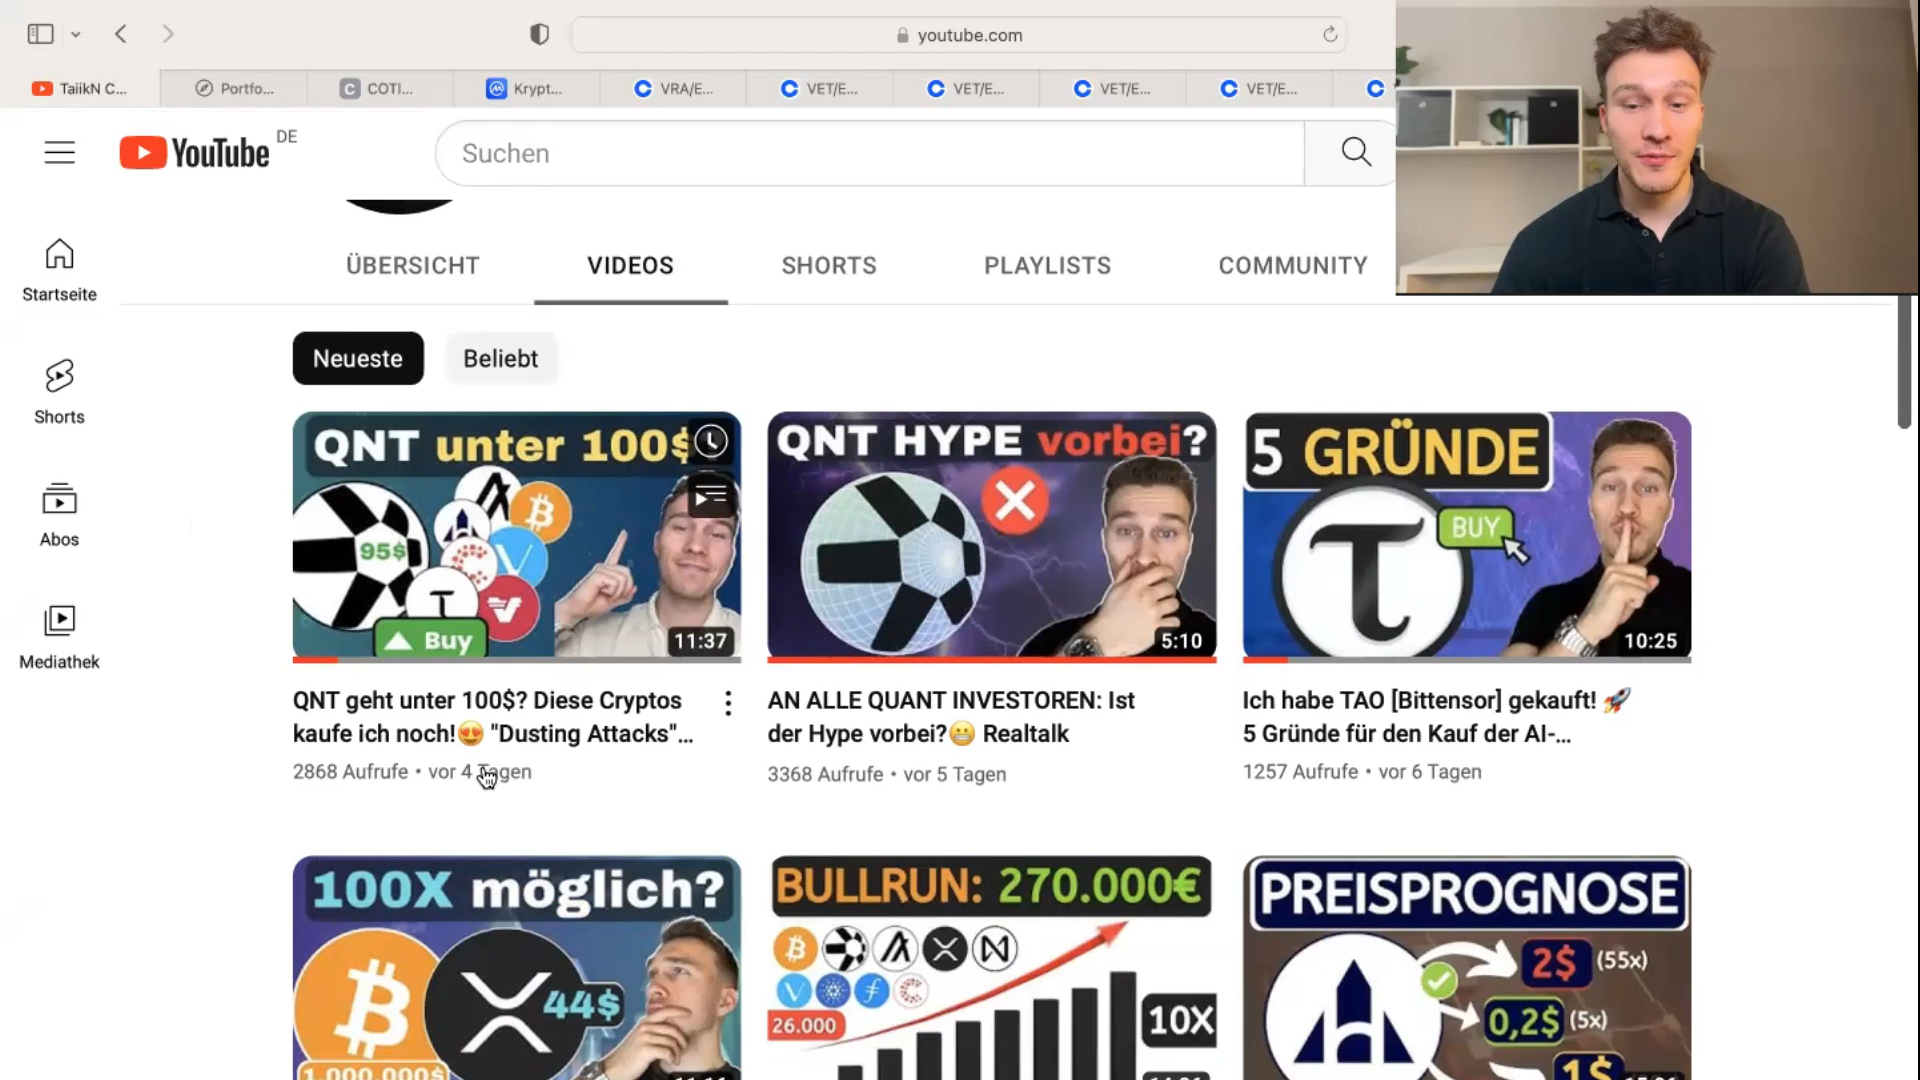 youtube.com
TaiikN C...
Portfo...
COTI...
Krypt...
VRA/E...
VET/E...
VET/E...
VET/E...
VET/E...
YouTube
DE
Suchen
ÜBERSICHT
VIDEOS
SHORTS
PLAYLISTS
COMMUNITY
Startseite
Shorts
Abos
Mediathek
Neueste
Beliebt
QNT unter 100$
95$
Buy
11:37
QNT geht unter 100$? Diese Cryptos
kaufe ich noch!😍 "Dusting Attacks"...
2868 Aufrufe • vor 4 Tagen
QNT HYPE vorbei?
5:10
AN ALLE QUANT INVESTOREN: Ist
der Hype vorbei?😬 Realtalk
3368 Aufrufe • vor 5 Tagen
5 GRÜNDE
BUY
10:25
Ich habe TAO [Bittensor] gekauft! 🚀
5 Gründe für den Kauf der AI-...
1257 Aufrufe • vor 6 Tagen
100X möglich?
44$
1.000.000$
BULLRUN: 270.000€
26.000
10X
PREISPROGNOSE
2$ (55x)
0,2$ (5x)
1$